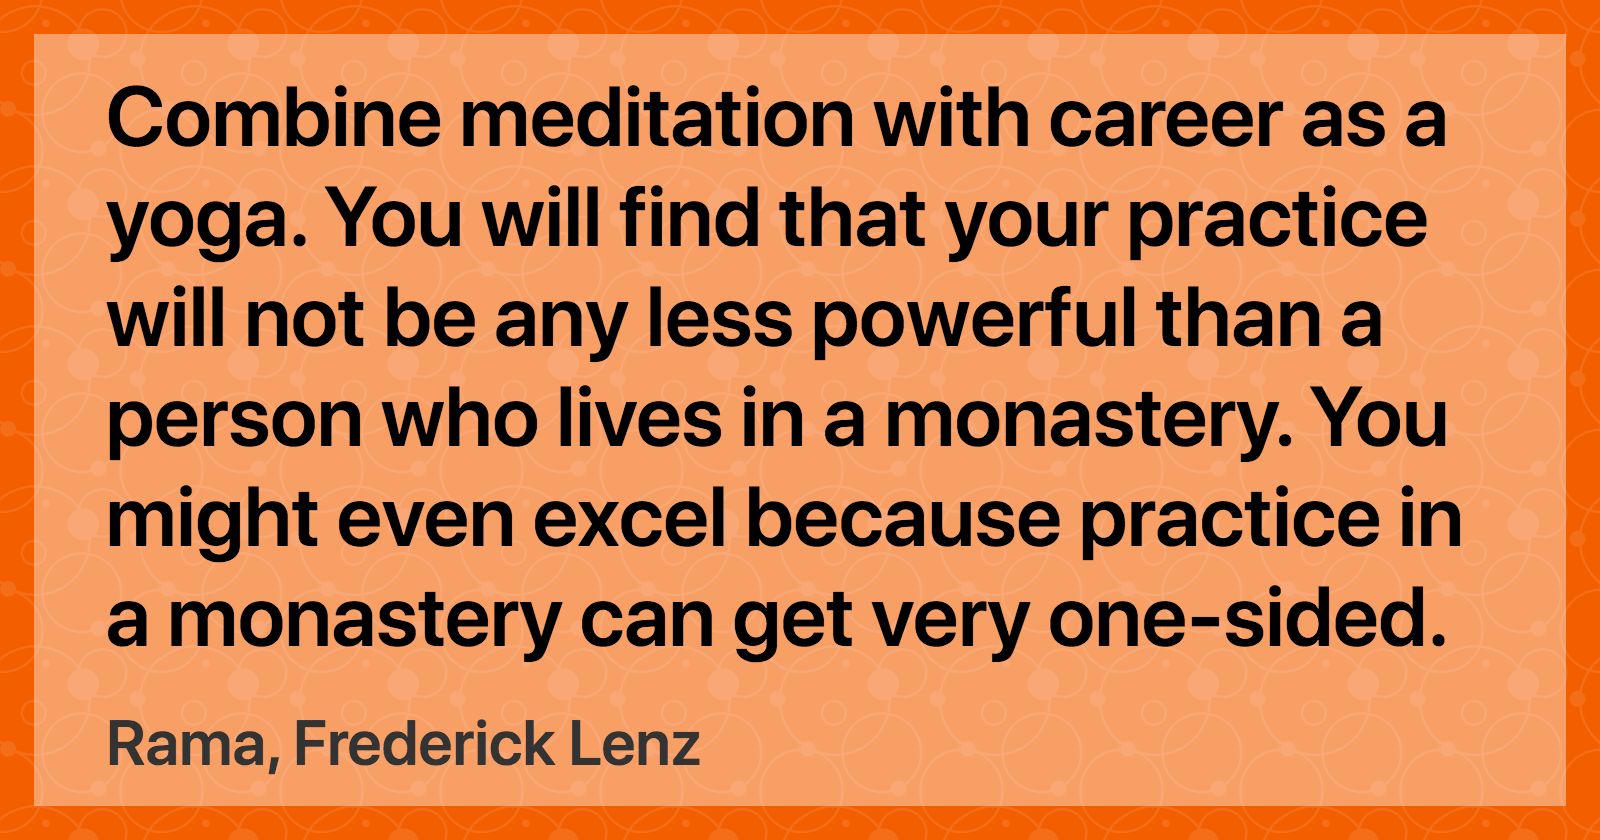 Combine meditation with career as a
yoga. You will find that your practice
will not be any less powerful than a
person who lives in a monastery. You
might even excel because practice in
a monastery can get very one-sided.
Rama, Frederick Lenz